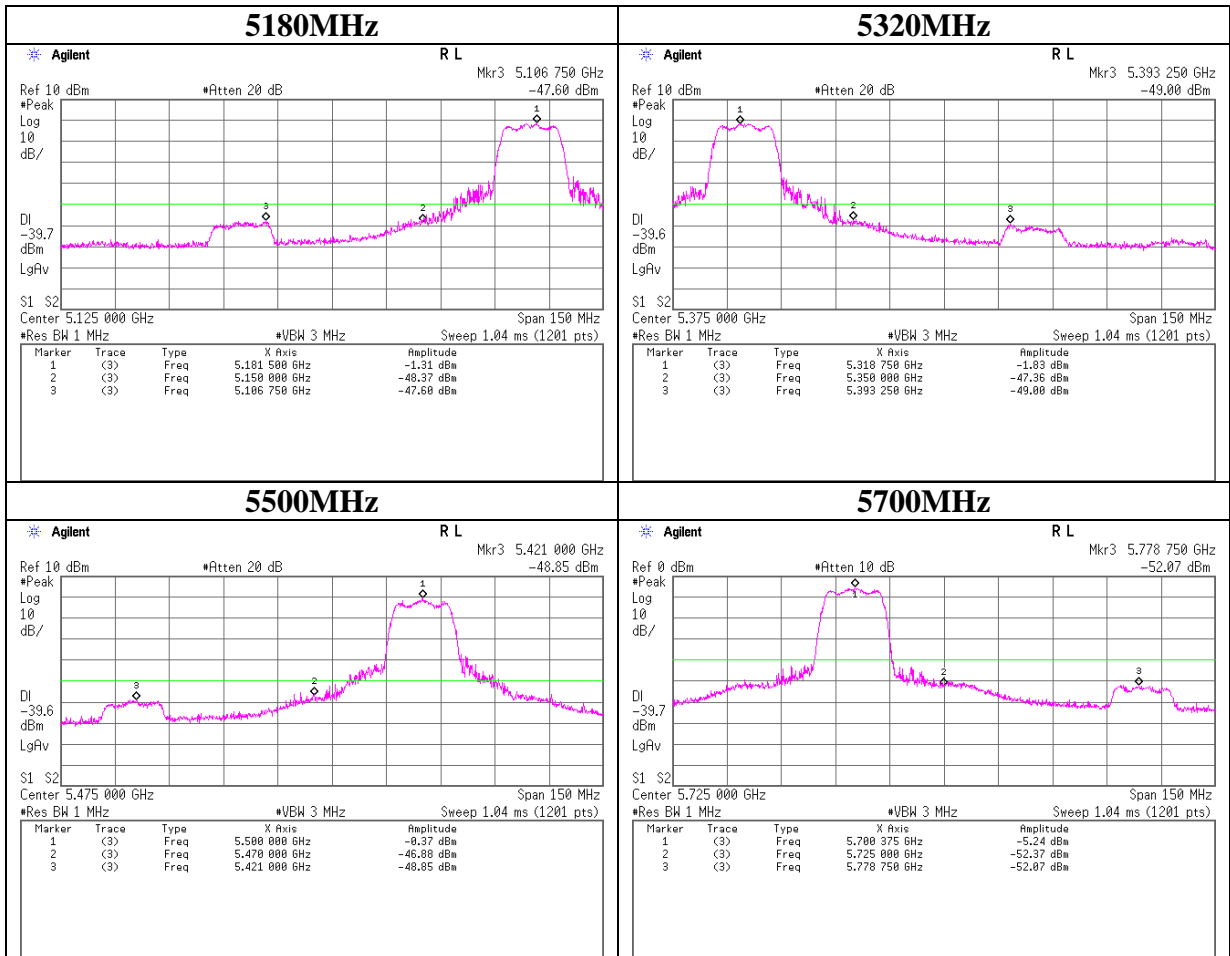 5180MHz
Agilent R L
Mkr3 5.106 750 GHz
Ref 10 dBm #Atten 20 dB -47.60 dBm
#Peak
Log
10
dB/
DI
-39.7
dBm
LgAv
S1 S2
1
2
3
Center 5.125 000 GHz Span 150 MHz
#Res BW 1 MHz #VBW 3 MHz Sweep 1.04 ms (1201 pts)
Marker Trace Type X Axis Amplitude
1 (3) Freq 5.181 500 GHz -1.31 dBm
2 (3) Freq 5.150 000 GHz -48.37 dBm
3 (3) Freq 5.106 750 GHz -47.60 dBm
5320MHz
Agilent R L
Mkr3 5.393 250 GHz
Ref 10 dBm #Atten 20 dB -49.00 dBm
#Peak
Log
10
dB/
DI
-39.6
dBm
LgAv
S1 S2
1
2
3
Center 5.375 000 GHz Span 150 MHz
#Res BW 1 MHz #VBW 3 MHz Sweep 1.04 ms (1201 pts)
Marker Trace Type X Axis Amplitude
1 (3) Freq 5.318 750 GHz -1.83 dBm
2 (3) Freq 5.350 000 GHz -47.36 dBm
3 (3) Freq 5.393 250 GHz -49.00 dBm
5500MHz
Agilent R L
Mkr3 5.421 000 GHz
Ref 10 dBm #Atten 20 dB -48.85 dBm
#Peak
Log
10
dB/
DI
-39.6
dBm
LgAv
S1 S2
1
2
3
Center 5.475 000 GHz Span 150 MHz
#Res BW 1 MHz #VBW 3 MHz Sweep 1.04 ms (1201 pts)
Marker Trace Type X Axis Amplitude
1 (3) Freq 5.500 000 GHz -0.37 dBm
2 (3) Freq 5.470 000 GHz -46.88 dBm
3 (3) Freq 5.421 000 GHz -48.85 dBm
5700MHz
Agilent R L
Mkr3 5.778 750 GHz
Ref 0 dBm #Atten 10 dB -52.07 dBm
#Peak
Log
10
dB/
DI
-39.7
dBm
LgAv
S1 S2
1
2
3
Center 5.725 000 GHz Span 150 MHz
#Res BW 1 MHz #VBW 3 MHz Sweep 1.04 ms (1201 pts)
Marker Trace Type X Axis Amplitude
1 (3) Freq 5.700 375 GHz -5.24 dBm
2 (3) Freq 5.725 000 GHz -52.37 dBm
3 (3) Freq 5.778 750 GHz -52.07 dBm